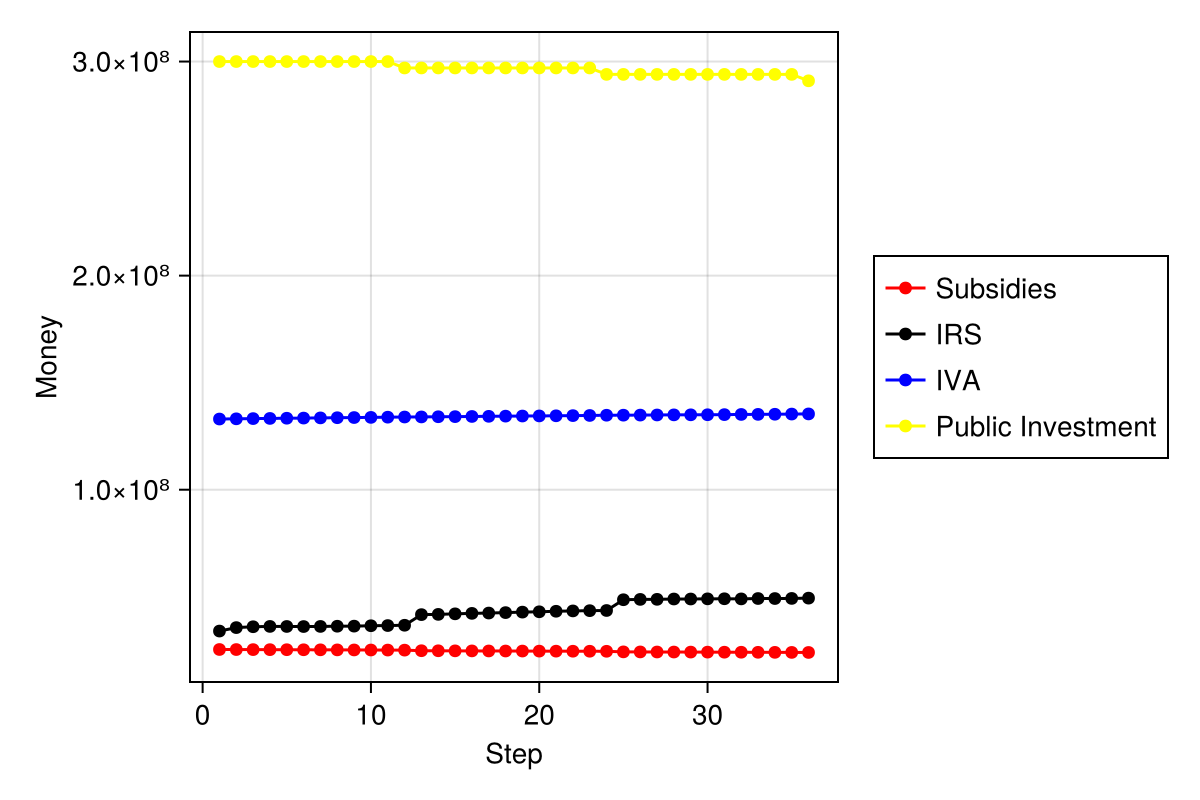 3.0×10⁸
2.0×10⁸
1.0×10⁸
Money
0 10 20 30
Step
Subsidies
IRS
IVA
Public Investment